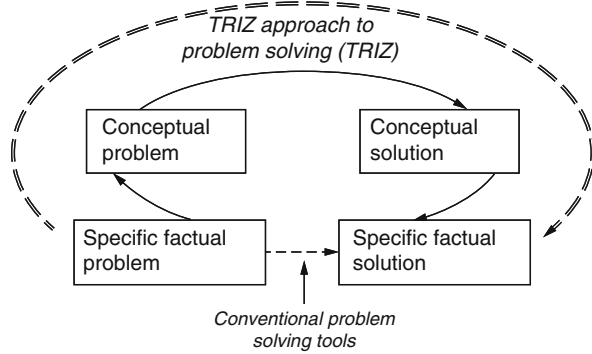 TRIZ approach to
problem solving (TRIZ)
Conceptual
problem
Conceptual
solution
Specific factual
problem
Specific factual
solution
Conventional problem
solving tools